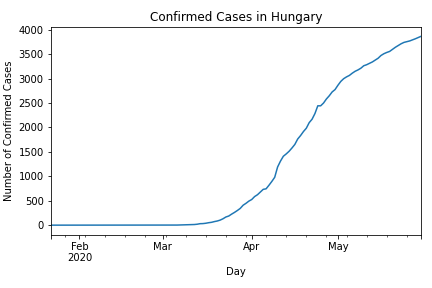 Confirmed Cases in Hungary
4000
3500
3000
2500
2000
1500
1000
500
0
Number of Confirmed Cases
Feb
2020
Mar
Apr
May
Day